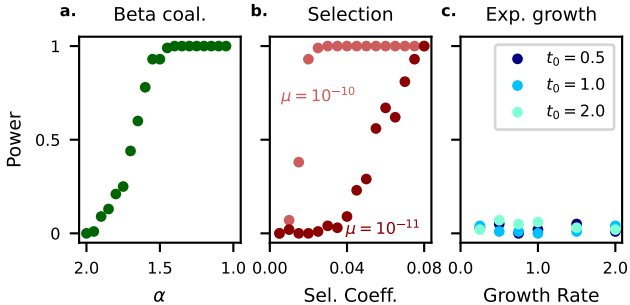 a. Beta coal.
b. Selection
c. Exp. growth
Power
1
0.5
0
2.0 1.5 1.0
α
μ = 10⁻¹⁰
μ = 10⁻¹¹
0.00 0.04 0.08
Sel. Coeff.
t₀ = 0.5
t₀ = 1.0
t₀ = 2.0
0.0 1.0 2.0
Growth Rate